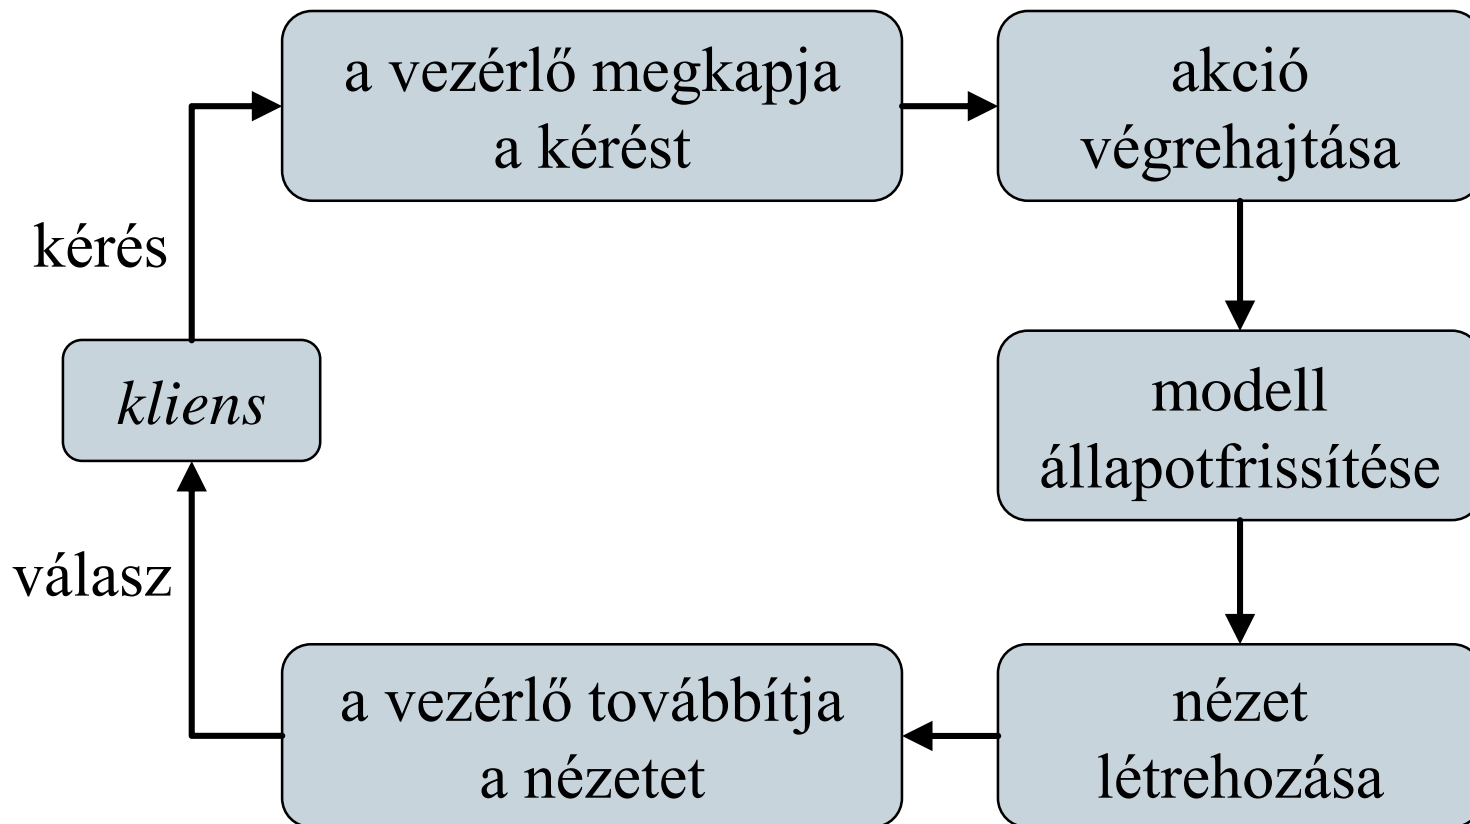 a vezérlő megkapja
a kérést
akció
végrehajtása
kérés
kliens
modell
állapotfrissítése
válasz
a vezérlő továbbítja
a nézetet
nézet
létrehozása